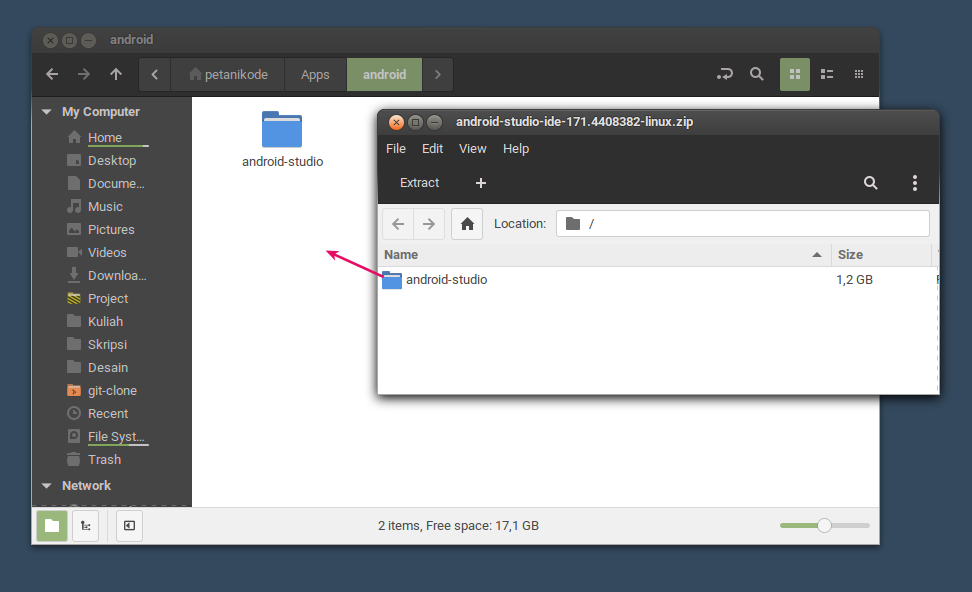 android
petanikode Apps android
My Computer
Home
Desktop
Docume...
Music
Pictures
Videos
Downloa...
Project
Kuliah
Skripsi
Desain
git-clone
Recent
File Syst...
Trash
Network
android-studio
android-studio-ide-171.4408382-linux.zip
File Edit View Help
Extract +
Location: /
Name Size
android-studio 1,2 GB
2 items, Free space: 17,1 GB